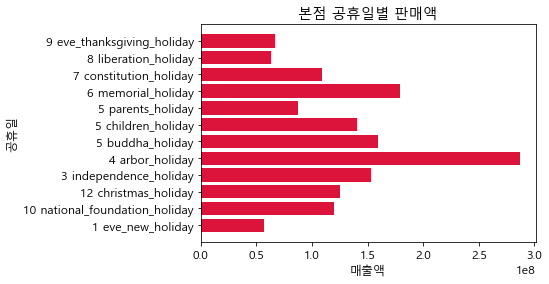 본점 공휴일별 판매액
공휴일
9 eve_thanksgiving_holiday
8 liberation_holiday
7 constitution_holiday
6 memorial_holiday
5 parents_holiday
5 children_holiday
5 buddha_holiday
4 arbor_holiday
3 independence_holiday
12 christmas_holiday
10 national_foundation_holiday
1 eve_new_holiday
0.0 0.5 1.0 1.5 2.0 2.5 3.0
1e8
매출액